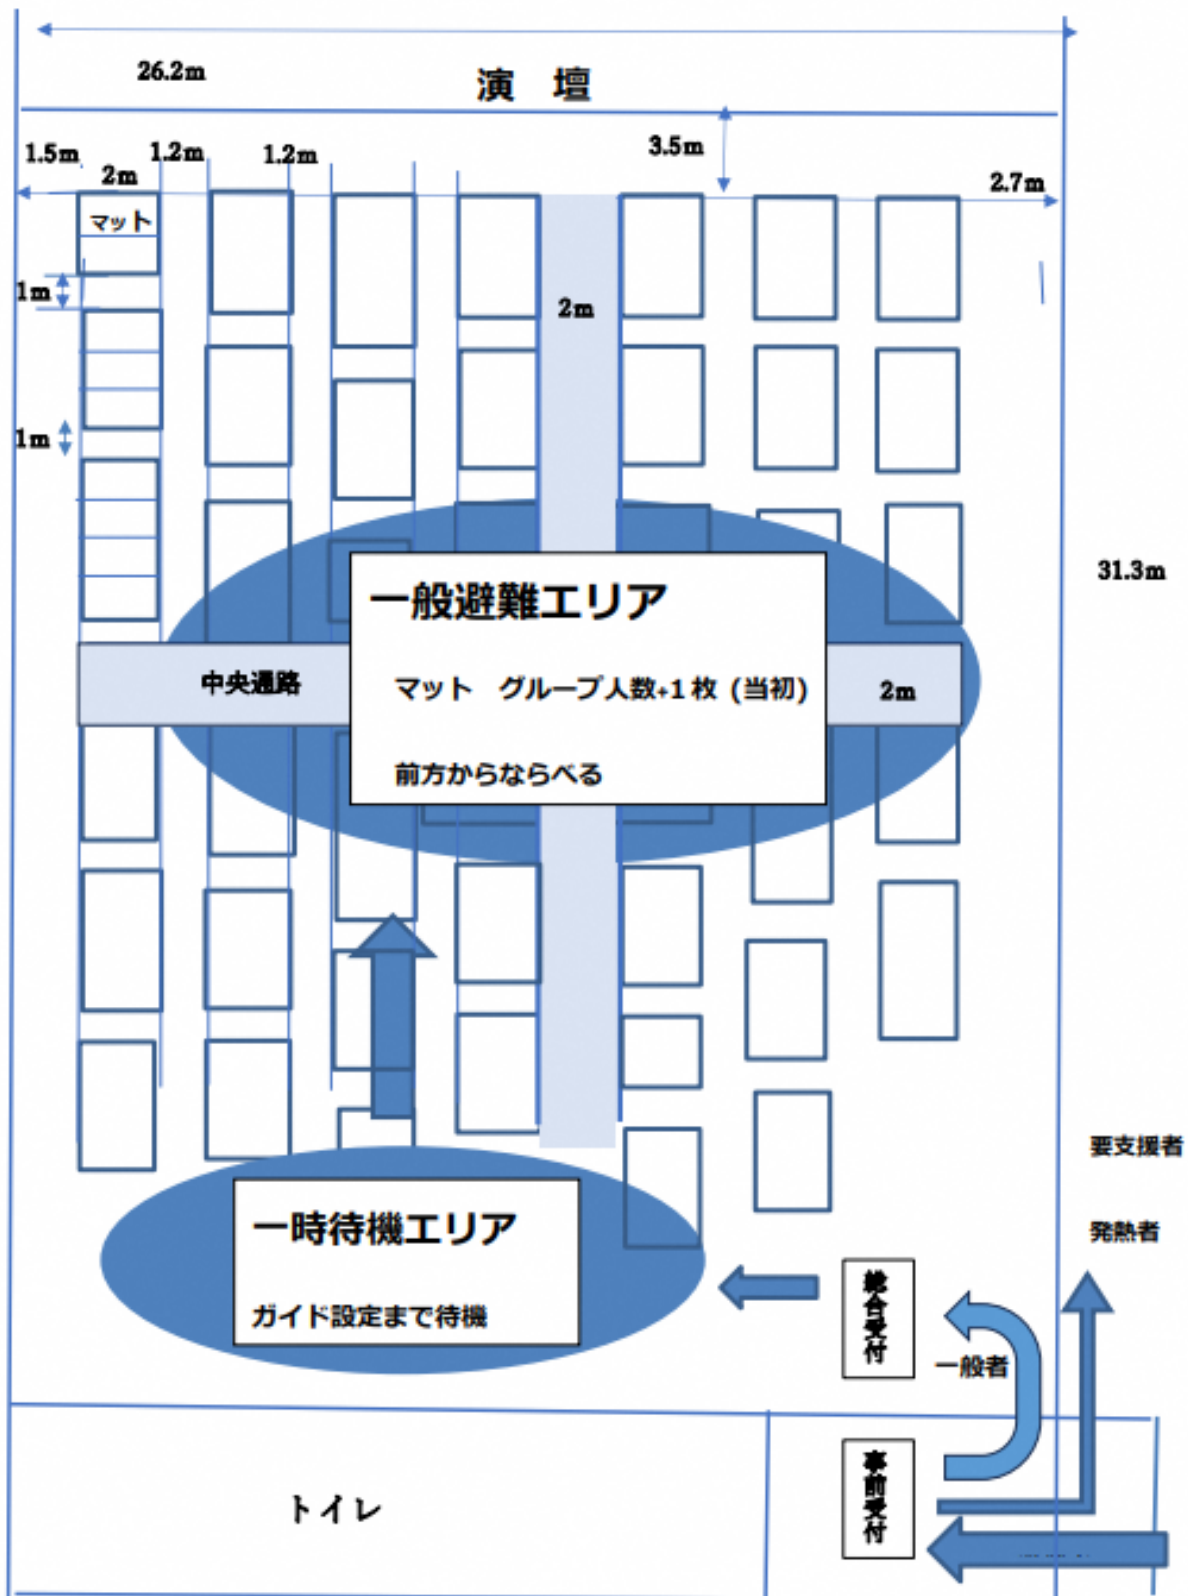 26.2m
演 壇
1.5m
2m
1.2m
1.2m
3.5m
2.7m
マット
1m
2m
1m
31.3m
一般避難エリア
マット グループ人数+1枚 (当初)
前方からならべる
中央通路
2m
要支援者
発熱者
一時待機エリア
ガイド設定まで待機
総合受付
一般者
事前受付
トイレ